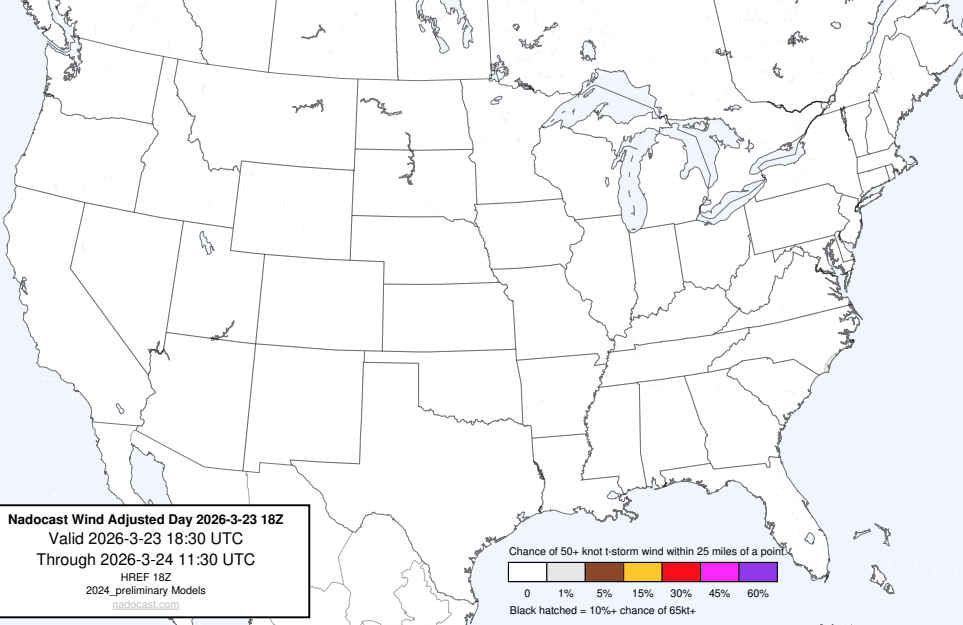 Nadocast Wind Adjusted Day 2026-3-23 18Z
Valid 2026-3-23 18:30 UTC
Through 2026-3-24 11:30 UTC
HREF 18Z
2024_preliminary Models
nadocast.com
Chance of 50+ knot t-storm wind within 25 miles of a point.
0 1% 5% 15% 30% 45% 60%
Black hatched = 10%+ chance of 65kt+